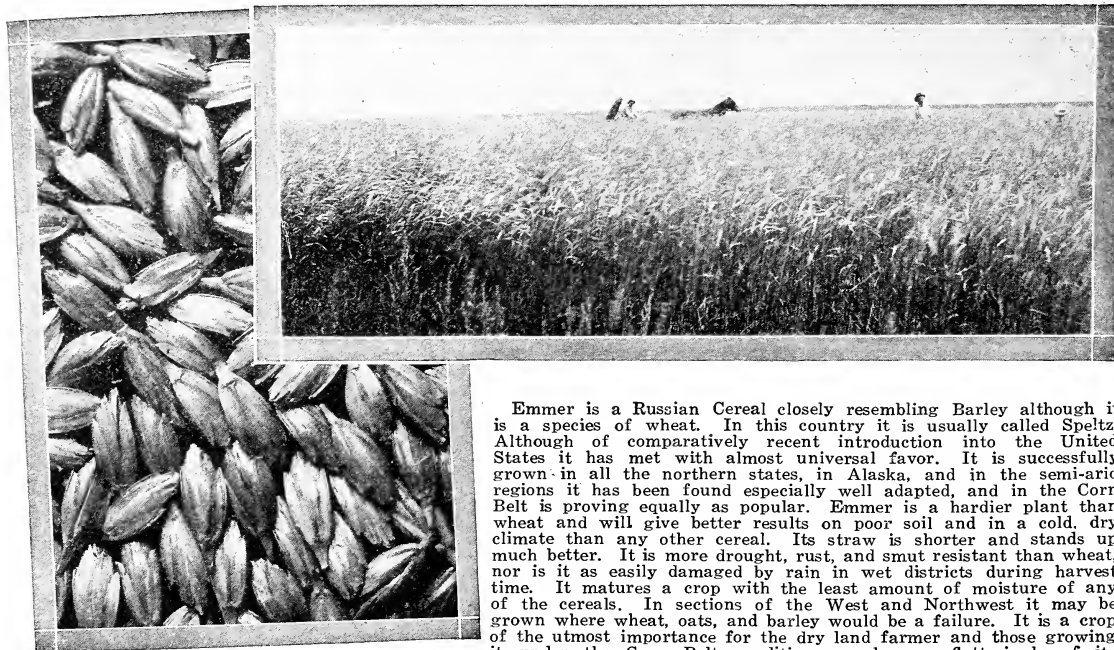 Emmer is a Russian Cereal closely resembling Barley although i
is a species of wheat. In this country it is usually called Speltz
Although of comparatively recent introduction into the United
States it has met with almost universal favor. It is successfully
grown in all the northern states, in Alaska, and in the semi-arid
regions it has been found especially well adapted, and in the Corn
Belt is proving equally as popular. Emmer is a hardier plant than
wheat and will give better results on poor soil and in a cold, dry
climate than any other cereal. Its straw is shorter and stands up
much better. It is more drought, rust, and smut resistant than wheat
nor is it as easily damaged by rain in wet districts during harvest
time. It matures a crop with the least amount of moisture of any
of the cereals. In sections of the West and Northwest it may be
grown where wheat, oats, and barley would be a failure. It is a crop
of the utmost importance for the dry land farmer and those growing